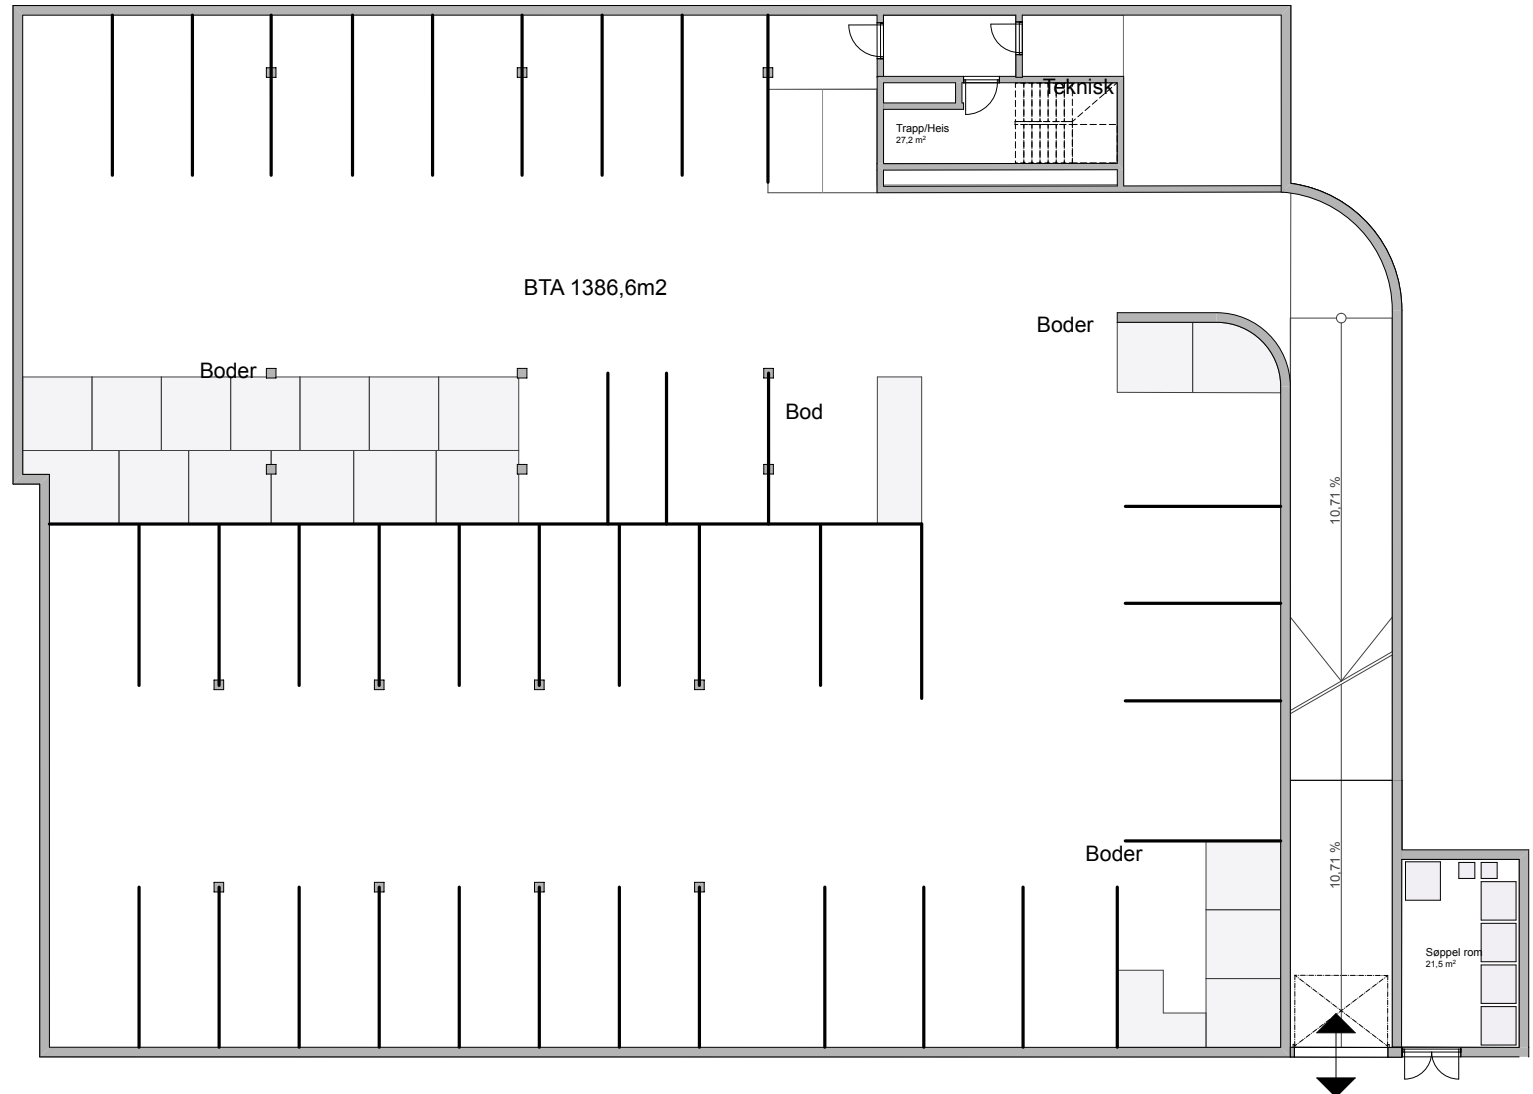 Teknisk
Trapp/Heis
27,2 m²
BTA 1386,6m2
Boder
Boder
Bod
10,71 %
Boder
10,71 %
Søppel rom
21,5 m²